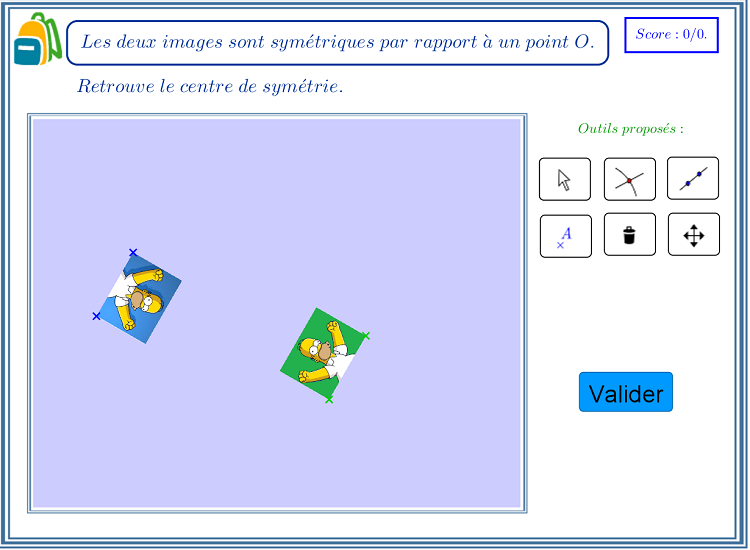 Les deux images sont symétriques par rapport à un point O.
Score : 0/0.
Retrouve le centre de symétrie.
Outils proposés :
A
Valider